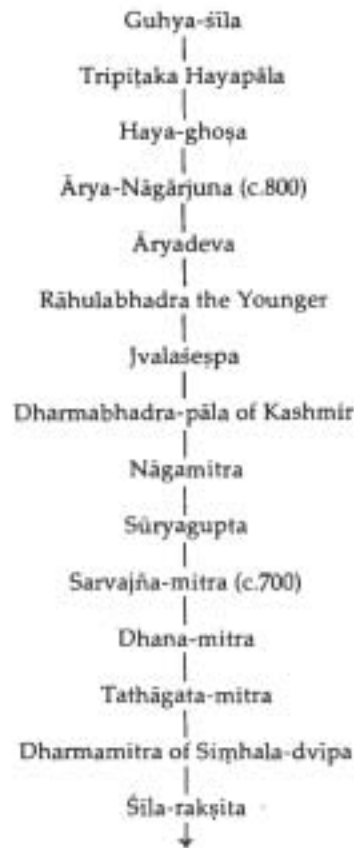 Guhya-śīla
Tripiṭaka Hayapāla
Haya-ghoṣa
Ārya-Nāgārjuna (c.800)
Āryadeva
Rāhulabhadra the Younger
Jvalaśeṣpa
Dharmabhadra-pāla of Kashmir
Nāgamitra
Sūryagupta
Sarvajña-mitra (c.700)
Dhana-mitra
Tathāgata-mitra
Dharmamitra of Siṃhala-dvīpa
Śīla-rakṣita